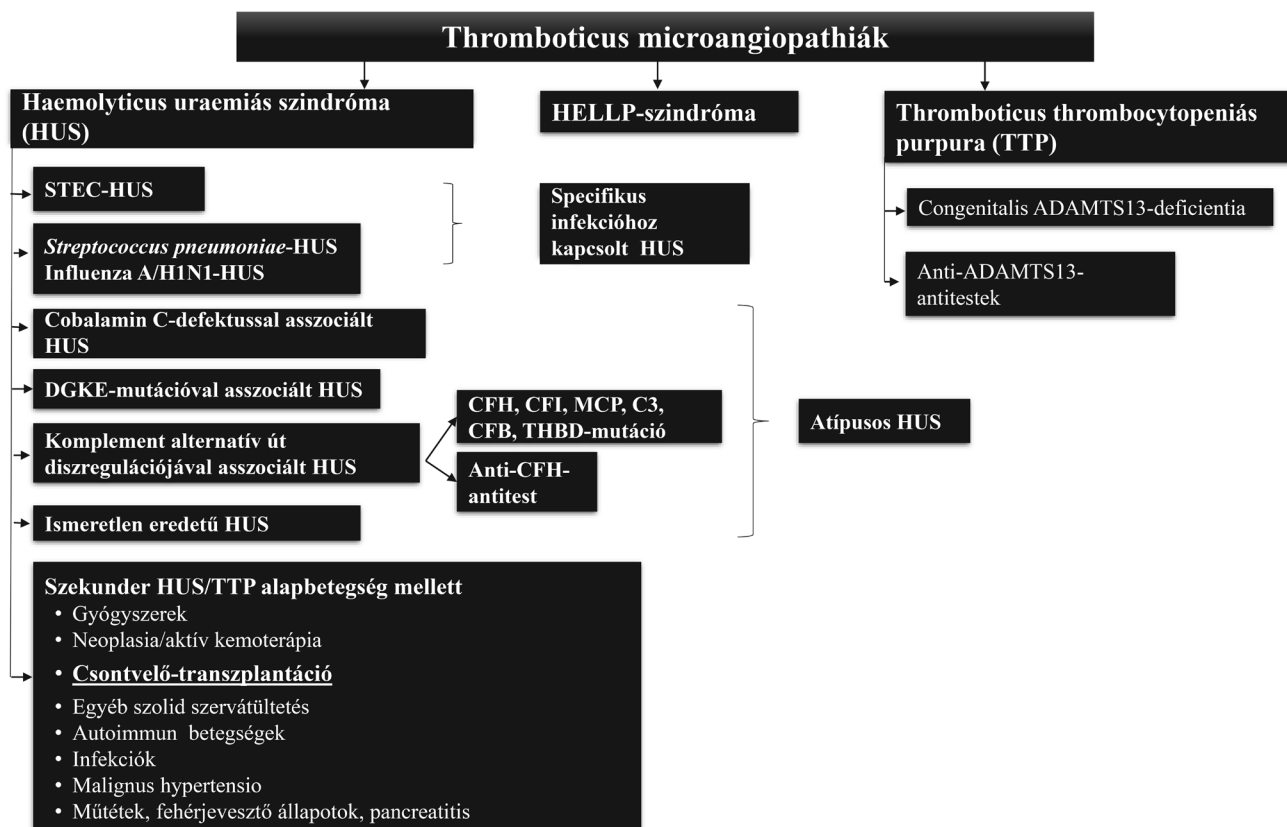 Thromboticus microangiopathiák
Haemolyticus uraemiás szindróma
(HUS)
HELLP-szindróma
Thromboticus thrombocytopeniás
purpura (TTP)
STEC-HUS
Streptococcus pneumoniae-HUS
Influenza A/H1N1-HUS
Specifikus
infekcióhoz
kapcsolt HUS
Congenitalis ADAMTS13-deficientia
Anti-ADAMTS13-
antitestek
Cobalamin C-defektussal asszociált
HUS
DGKE-mutációval asszociált HUS
Komplement alternatív út
diszregulációjával asszociált HUS
CFH, CFI, MCP, C3,
CFB, THBD-mutáció
Anti-CFH-
antitest
Atípusos HUS
Ismeretlen eredetű HUS
Szekunder HUS/TTP alapbetegség mellett
• Gyógyszerek
• Neoplasia/aktív kemoterápia
• Csontvelő-transzplantáció
• Egyéb szolid szervátültetés
• Autoimmun betegségek
• Infekciók
• Malignus hypertensio
• Műtétek, fehérjevesztő állapotok, pancreatitis